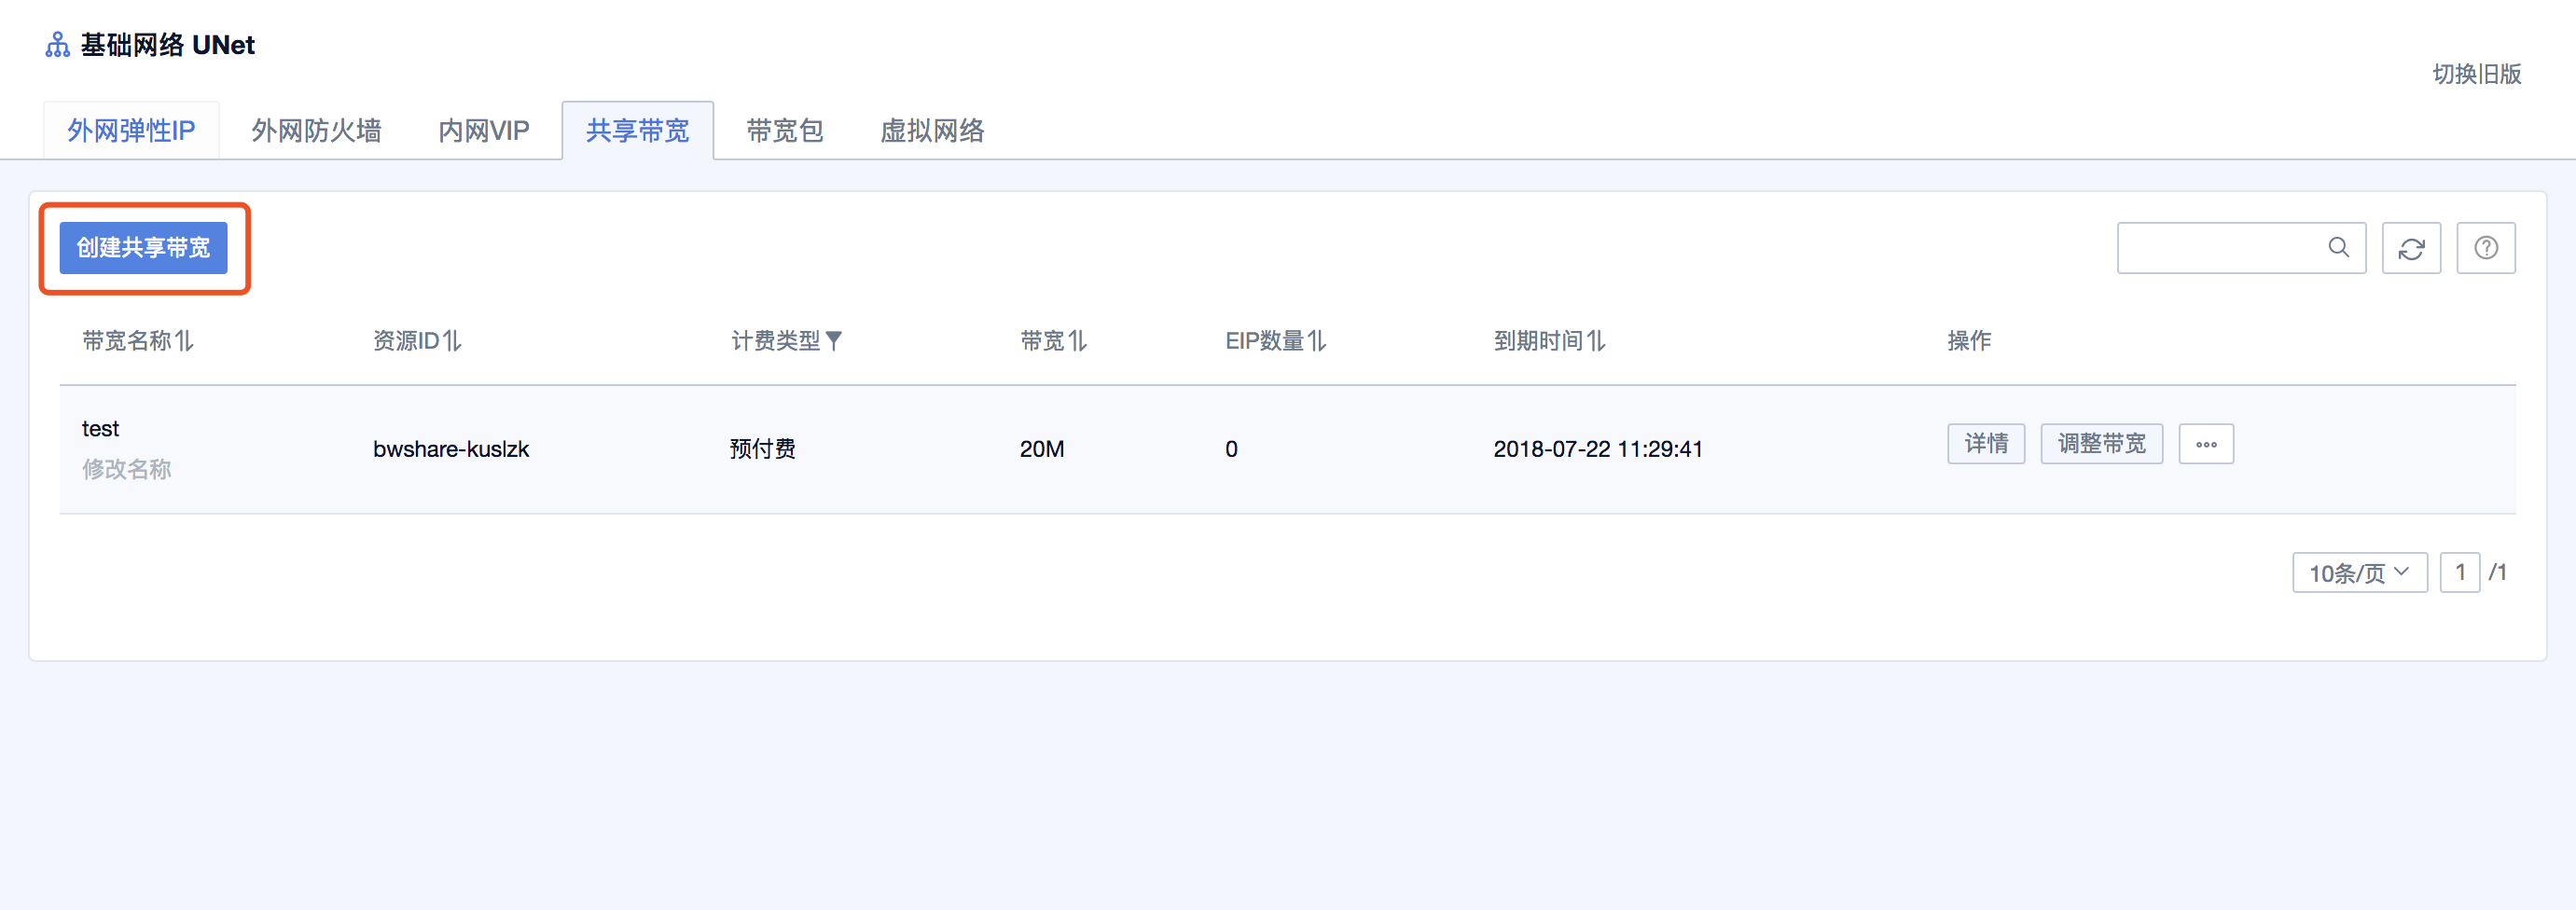 基础网络 UNet
切换旧版
外网弹性IP 外网防火墙 内网VIP 共享带宽 带宽包 虚拟网络
创建共享带宽
带宽名称 资源ID 计费类型 带宽 EIP数量 到期时间 操作
test
修改名称
bwshare-kuslzk 预付费 20M 0 2018-07-22 11:29:41 详情 调整带宽
10条/页 1 /1